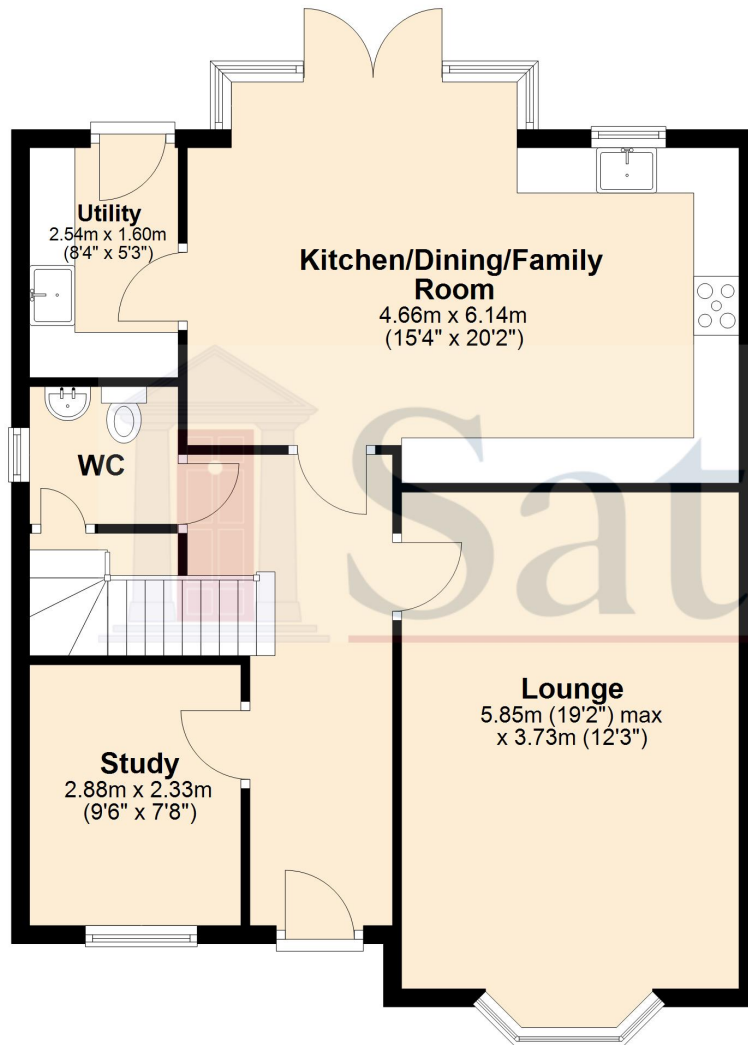 Utility
2.54m x 1.60m
(8'4" x 5'3")
Kitchen/Dining/Family
Room
4.66m x 6.14m
(15'4" x 20'2")
WC
Sat
Lounge
5.85m (19'2") max
x 3.73m (12'3")
Study
2.88m x 2.33m
(9'6" x 7'8")